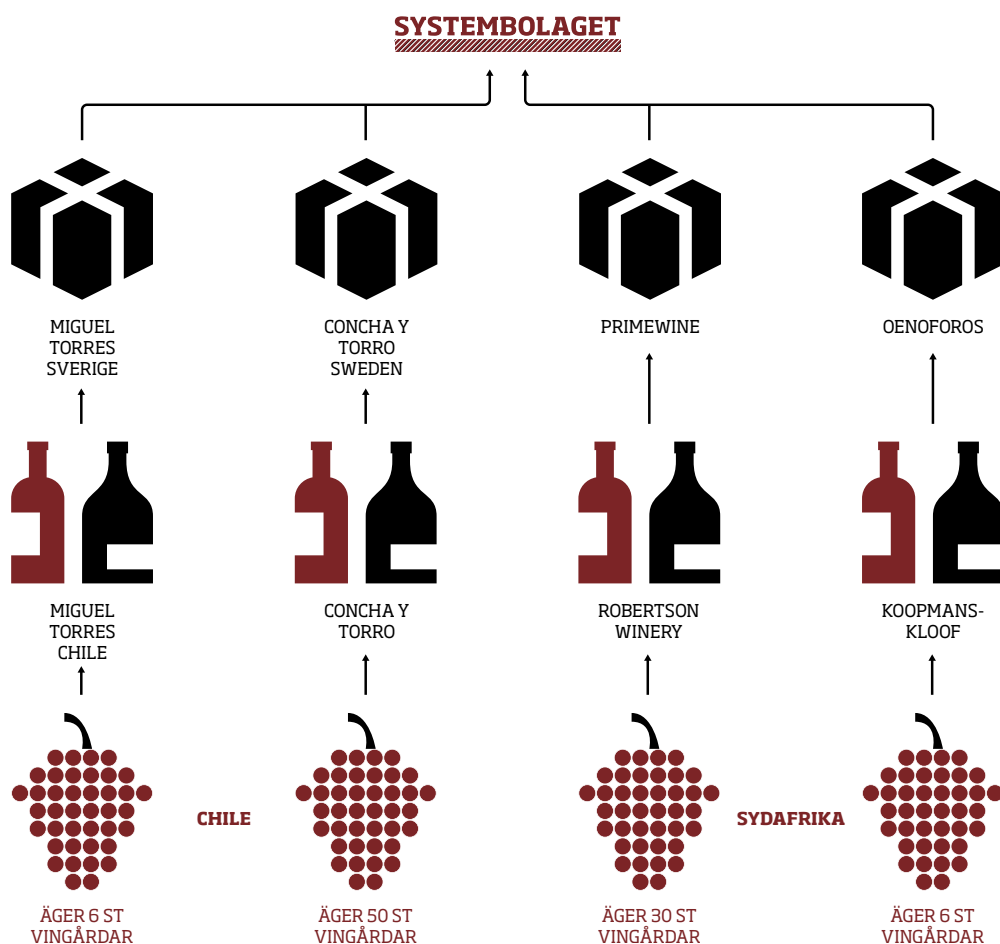 SYSTEMBOLAGET
MIGUEL
TORRES
SVERIGE
CONCHA Y
TORRO
SWEDEN
PRIMEWINE
OENOFOROS
MIGUEL
TORRES
CHILE
CONCHA Y
TORRO
ROBERTSON
WINERY
KOOPMANS-
KLOOF
CHILE
SYDAFRIKA
ÄGER 6 ST
VINGÅRDAR
ÄGER 50 ST
VINGÅRDAR
ÄGER 30 ST
VINGÅRDAR
ÄGER 6 ST
VINGÅRDAR